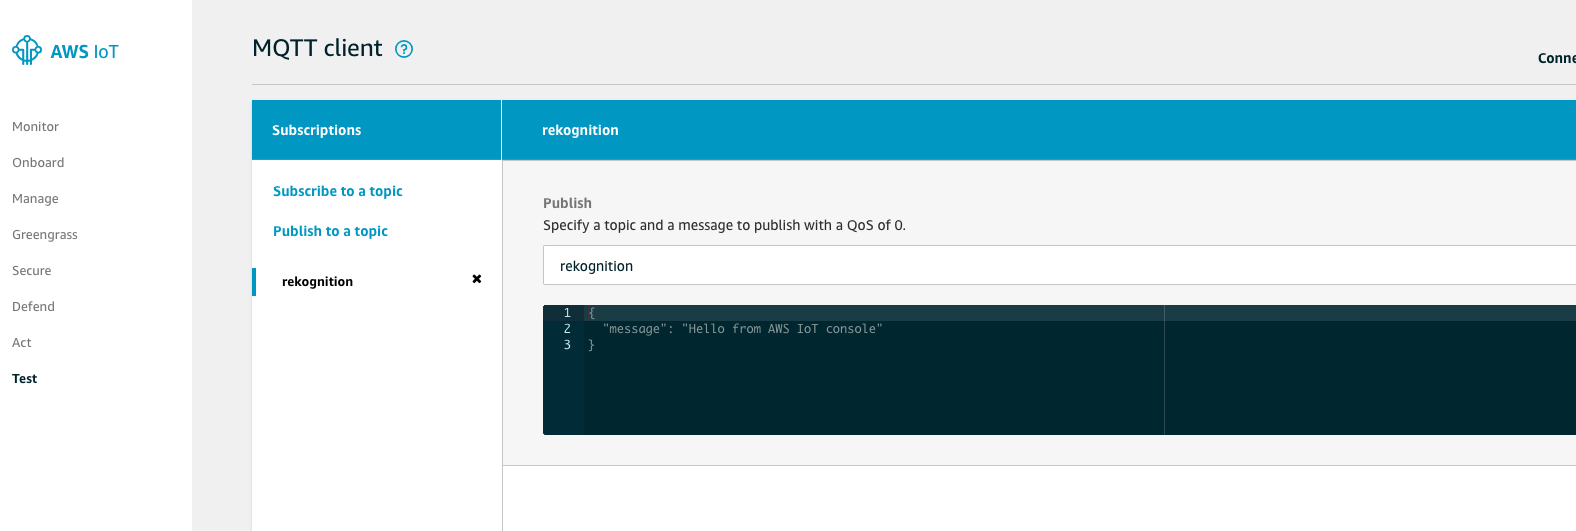 AWS IoT
Monitor
Onboard
Manage
Greengrass
Secure
Defend
Act
Test
MQTT client ?
Conne
Subscriptions
Subscribe to a topic
Publish to a topic
rekognition ✖
rekognition
Publish
Specify a topic and a message to publish with a QoS of 0.
rekognition
1 {
2 "message": "Hello from AWS IoT console"
3 }